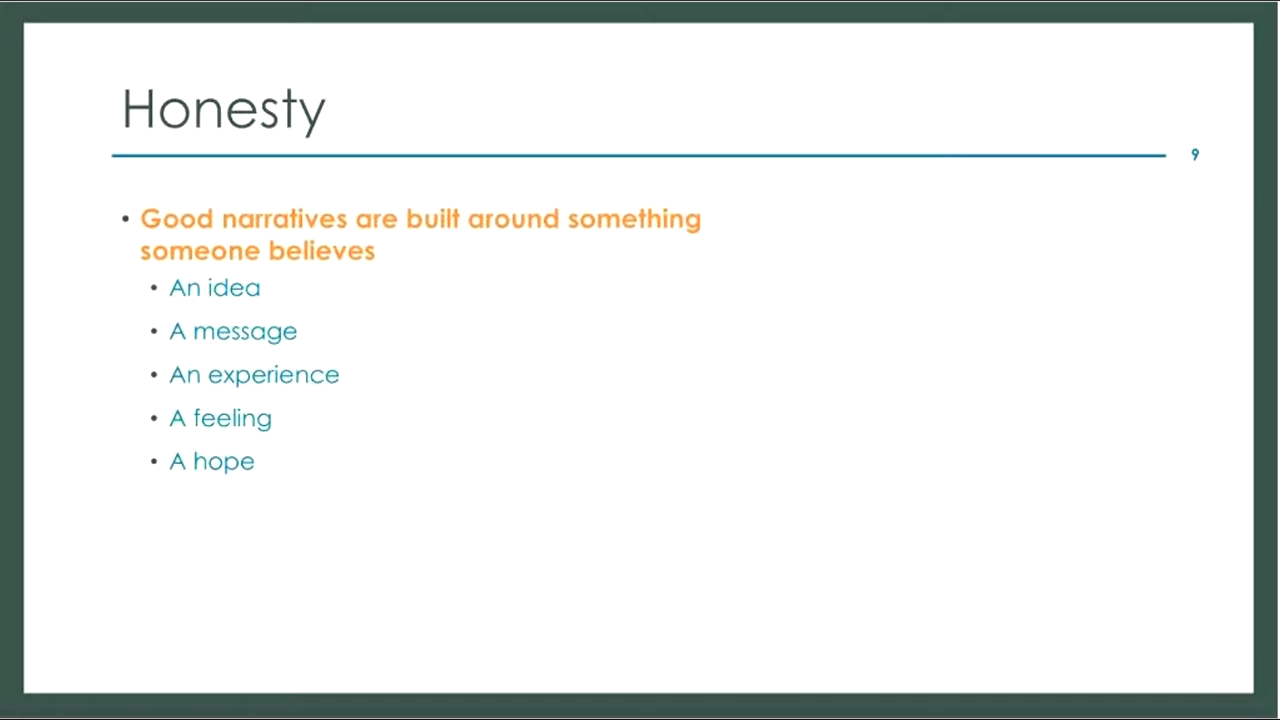 Honesty
9
• Good narratives are built around something
someone believes
• An idea
• A message
• An experience
• A feeling
• A hope